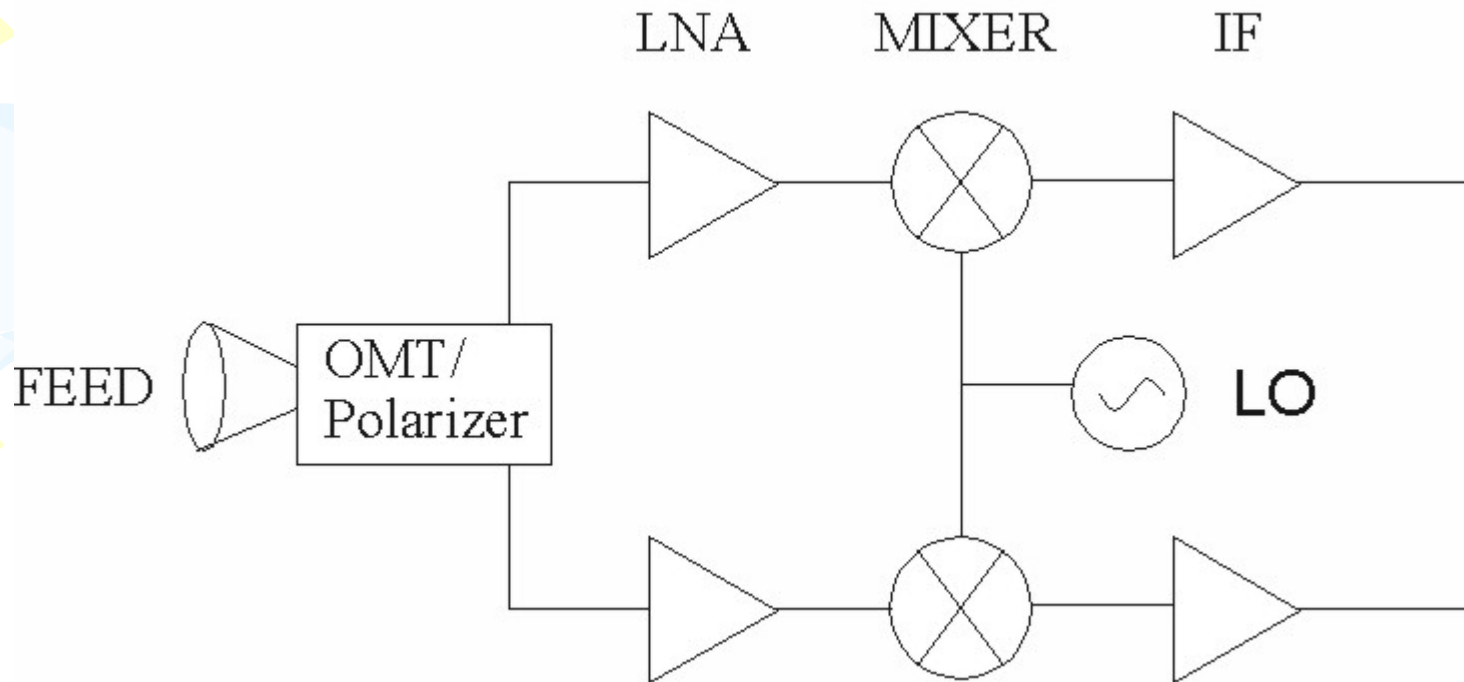 LNA
MIXER
IF
FEED
OMT/
Polarizer
LO